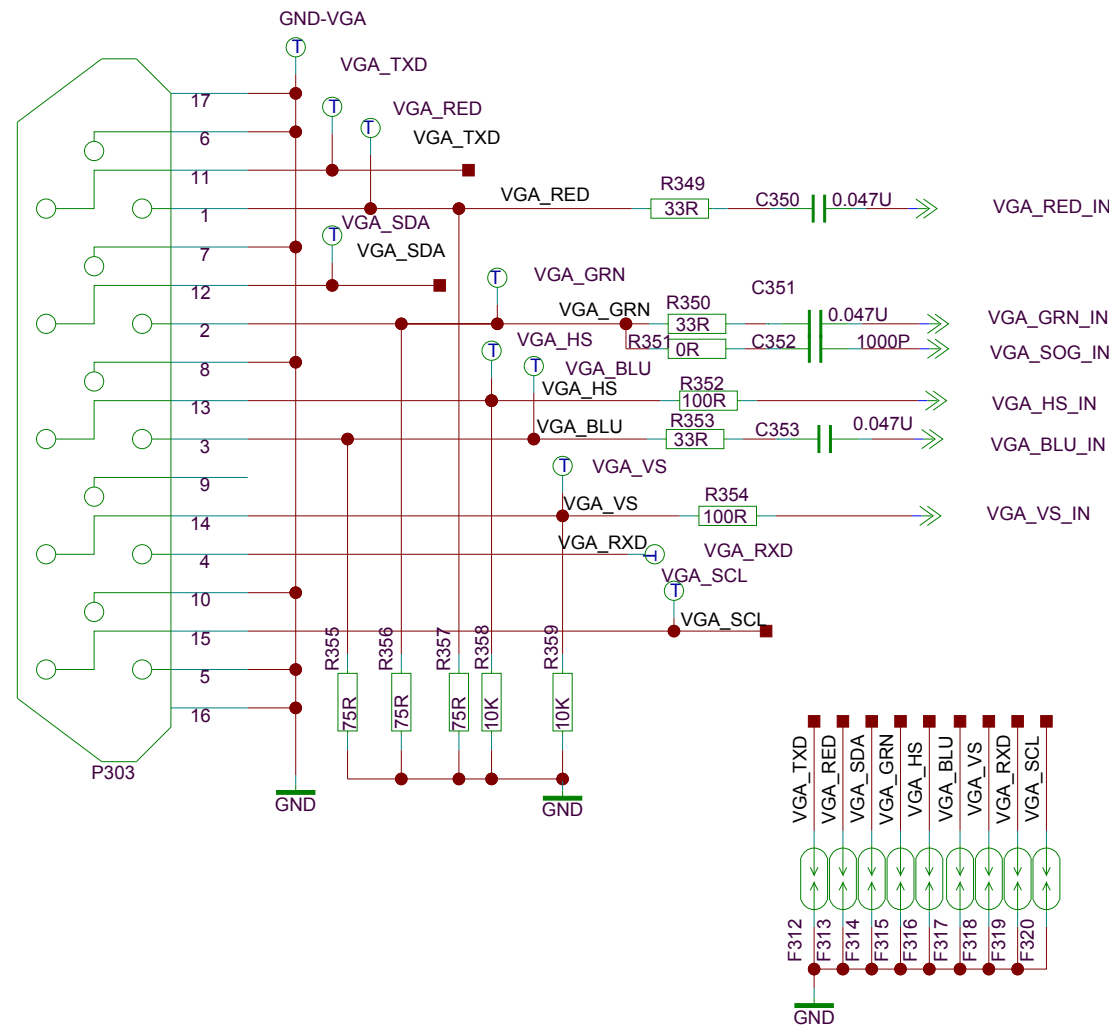 GND-VGA
T
VGA_TXD
17
T
VGA_RED
6
T
VGA_TXD
11
R349
VGA_RED
C350
0.047U
1
33R
VGA_RED_IN
VGA_SDA
T
VGA_SDA
7
12
T
VGA_GRN
C351
VGA_GRN
R350
0.047U
2
33R
VGA_GRN_IN
VGA_HS
R351
0R
C352
1000P
T
VGA_SOG_IN
8
T
VGA_BLU
VGA_HS
R352
13
100R
VGA_HS_IN
VGA_BLU
R353
C353
0.047U
3
33R
VGA_BLU_IN
T
VGA_VS
9
VGA_VS
R354
14
100R
VGA_VS_IN
VGA_RXD
T
VGA_RXD
4
VGA_SCL
T
10
VGA_SCL
15
R355
R356
R357
R358
R359
5
75R
75R
75R
10K
10K
16
P303
GND
GND
VGA_TXD
VGA_RED
VGA_SDA
VGA_GRN
VGA_HS
VGA_BLU
VGA_VS
VGA_RXD
VGA_SCL
F312
F313
F314
F315
F316
F317
F318
F319
F320
GND